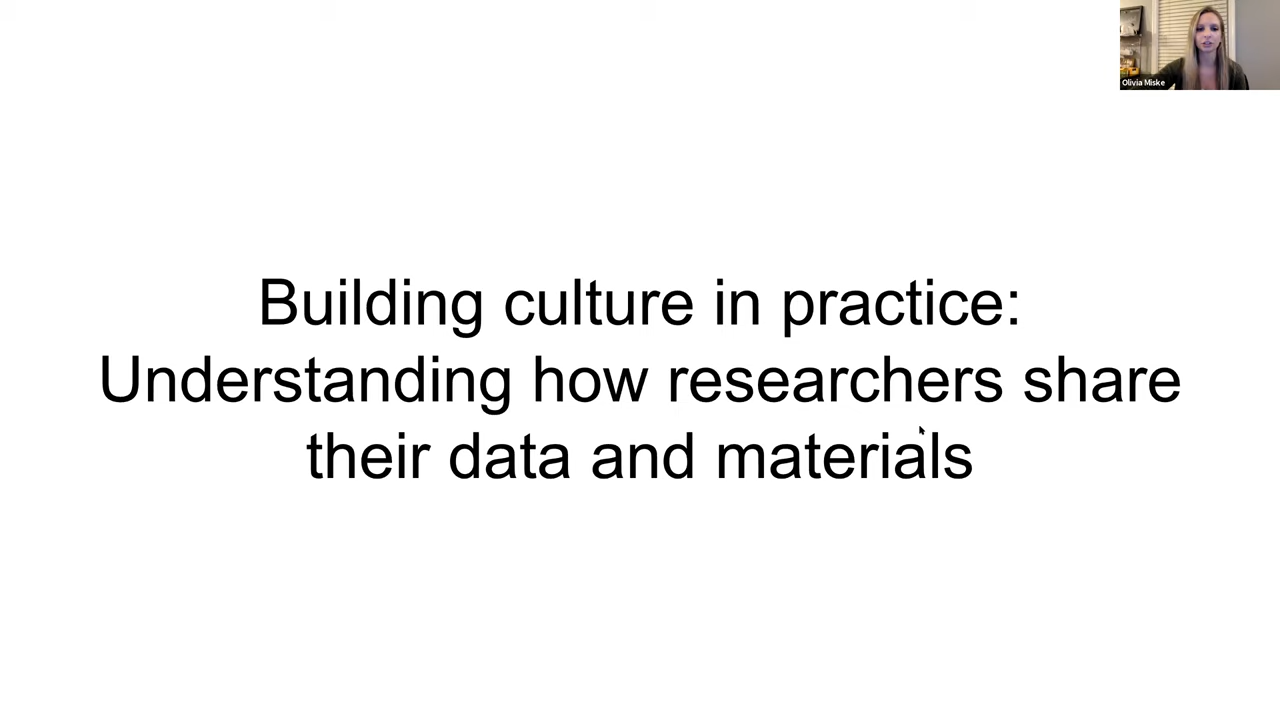 Olivia Miske
Building culture in practice:
Understanding how researchers share
their data and materials